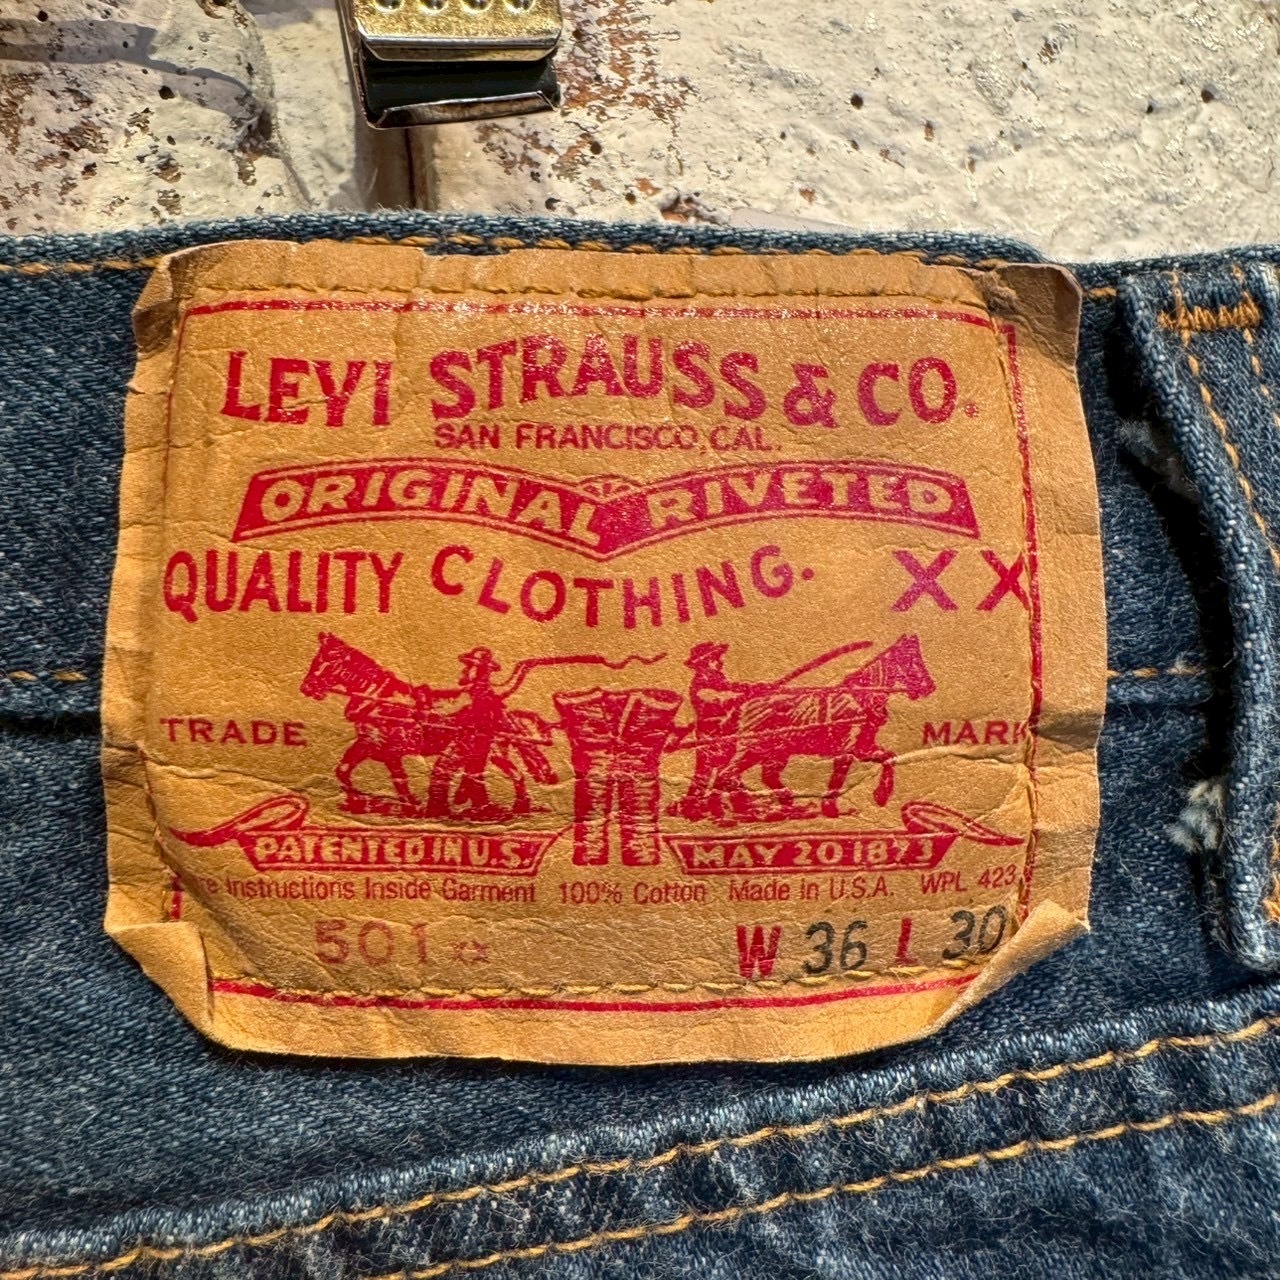 LEVI STRAUSS & CO.
SAN FRANCISCO, CAL.
ORIGINAL RIVETED
QUALITY CLOTHING. XX
TRADE MARK
PATENTED IN U.S. MAY 20 1873
re Instructions Inside Garment 100% Cotton Made in U.S.A. WPL 423
501 W 36 L 30